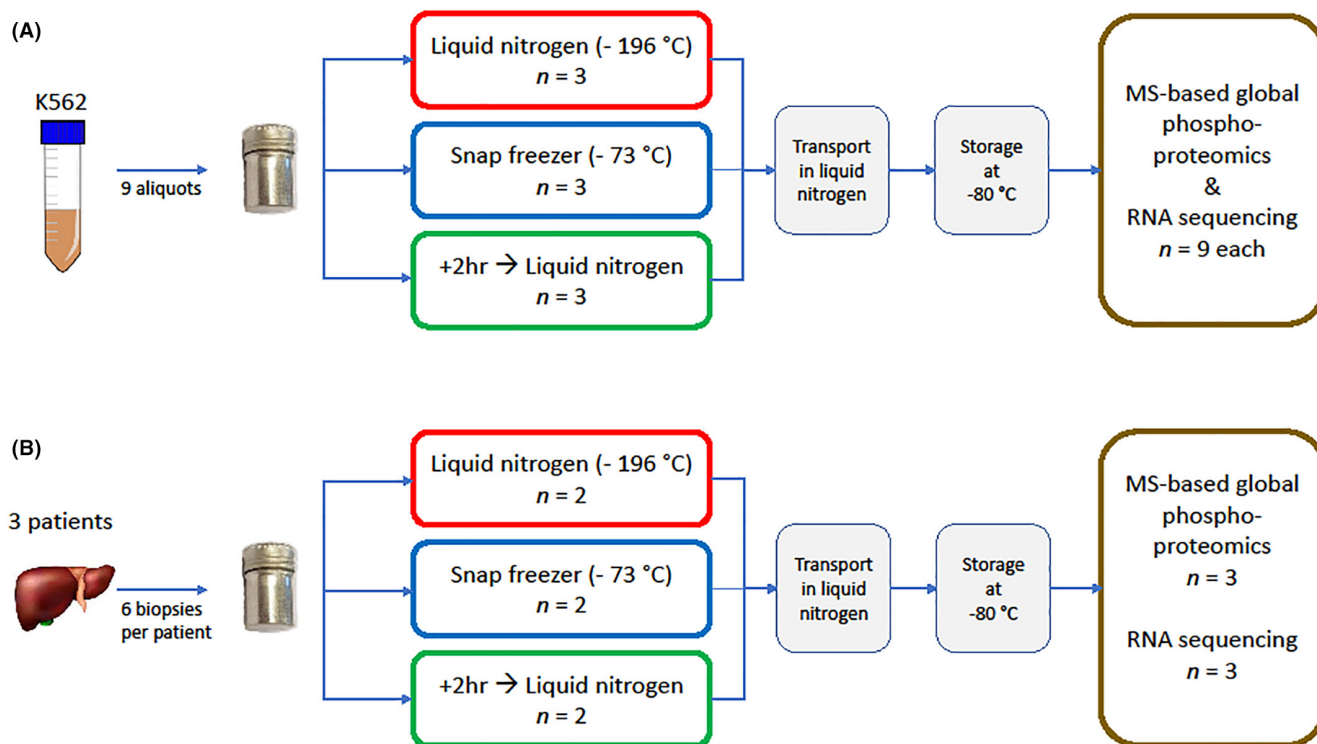 (A)
K562
9 aliquots
Liquid nitrogen (- 196 °C)
n = 3
Snap freezer (- 73 °C)
n = 3
+2hr → Liquid nitrogen
n = 3
Transport
in liquid
nitrogen
Storage
at
-80 °C
MS-based global
phospho-
proteomics
&
RNA sequencing
n = 9 each
(B)
3 patients
6 biopsies
per patient
Liquid nitrogen (- 196 °C)
n = 2
Snap freezer (- 73 °C)
n = 2
+2hr → Liquid nitrogen
n = 2
Transport
in liquid
nitrogen
Storage
at
-80 °C
MS-based global
phospho-
proteomics
n = 3
RNA sequencing
n = 3